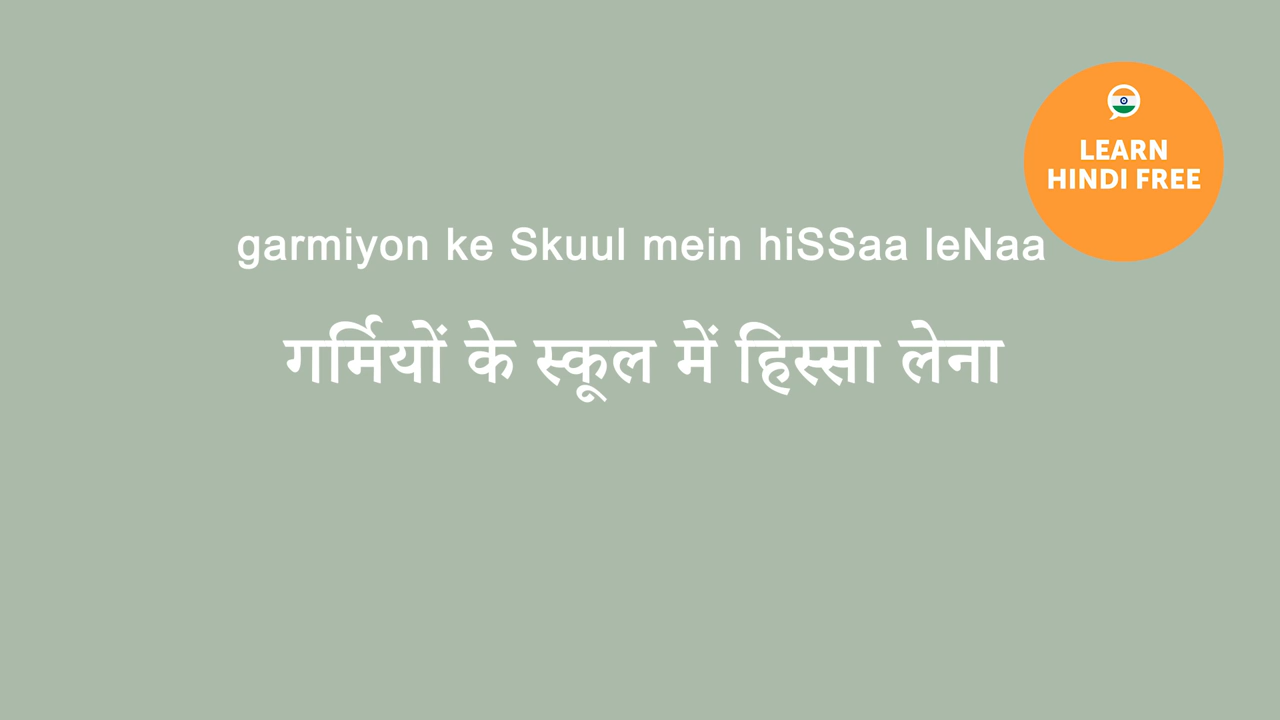 LEARN
HINDI FREE
garmiyon ke Skuul mein hiSSaa leNaa
गर्मियों के स्कूल में हिस्सा लेना